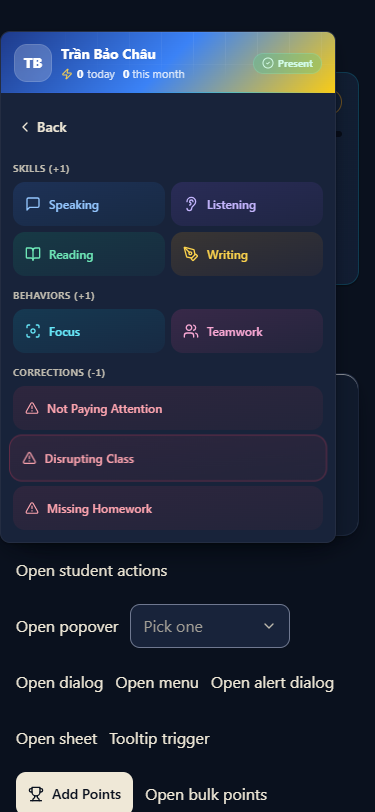 TB
Trần Bảo Châu
0 today 0 this month
Present
Back
SKILLS (+1)
Speaking
Listening
Reading
Writing
BEHAVIORS (+1)
Focus
Teamwork
CORRECTIONS (-1)
Not Paying Attention
Disrupting Class
Missing Homework
Open student actions
Open popover
Pick one
Open dialog
Open menu
Open alert dialog
Open sheet
Tooltip trigger
Add Points
Open bulk points